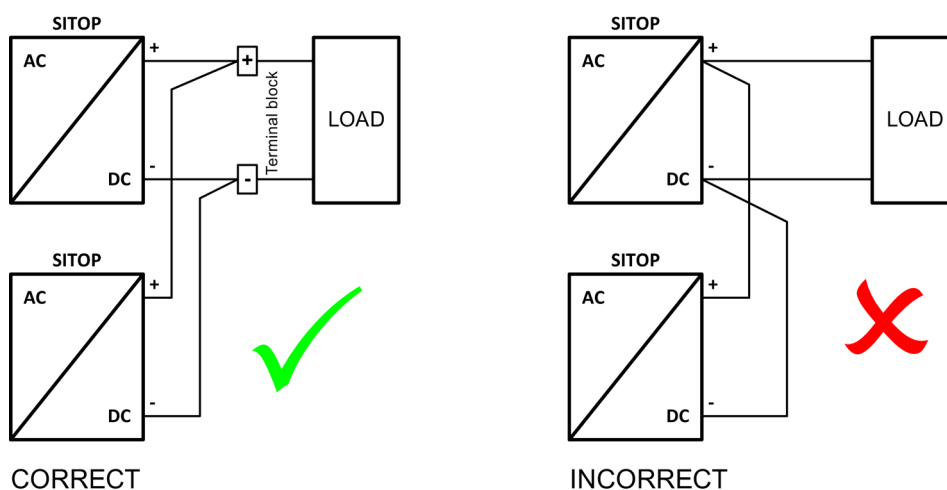 SITOP
AC
+
-
DC
+
-
Terminal block
LOAD
SITOP
AC
+
-
DC
CORRECT
SITOP
AC
+
-
DC
LOAD
SITOP
AC
+
-
DC
INCORRECT